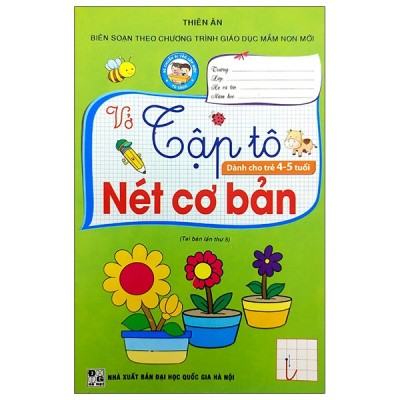 THIÊN ÂN
BIÊN SOẠN THEO CHƯƠNG TRÌNH GIÁO DỤC MẦM NON MỚI
Trường:
Lớp:
Họ và tên:
Năm học:
Vở
Tập tô
Dành cho trẻ 4-5 tuổi
Nét cơ bản
(Tái bản lần thứ 5)
NHÀ XUẤT BẢN ĐẠI HỌC QUỐC GIA HÀ NỘI